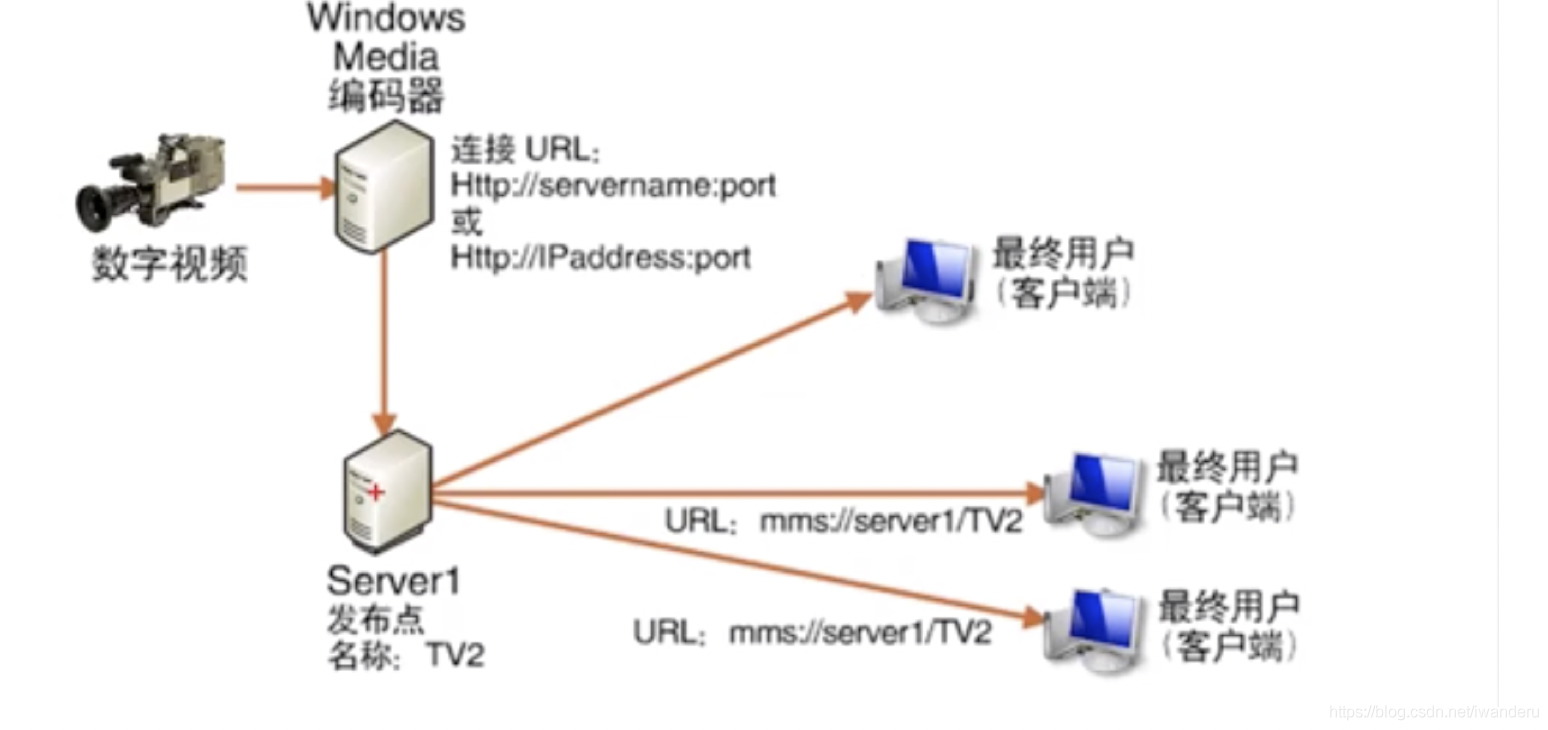 Windows
Media
编码器
连接 URL：
Http://servername:port
或
Http://IPaddress:port
数字视频
最终用户
（客户端）
最终用户
（客户端）
URL： mms://server1/TV2
Server1
发布点
名称： TV2
URL： mms://server1/TV2
最终用户
（客户端）
https://blog.csdn.net/iwanderu